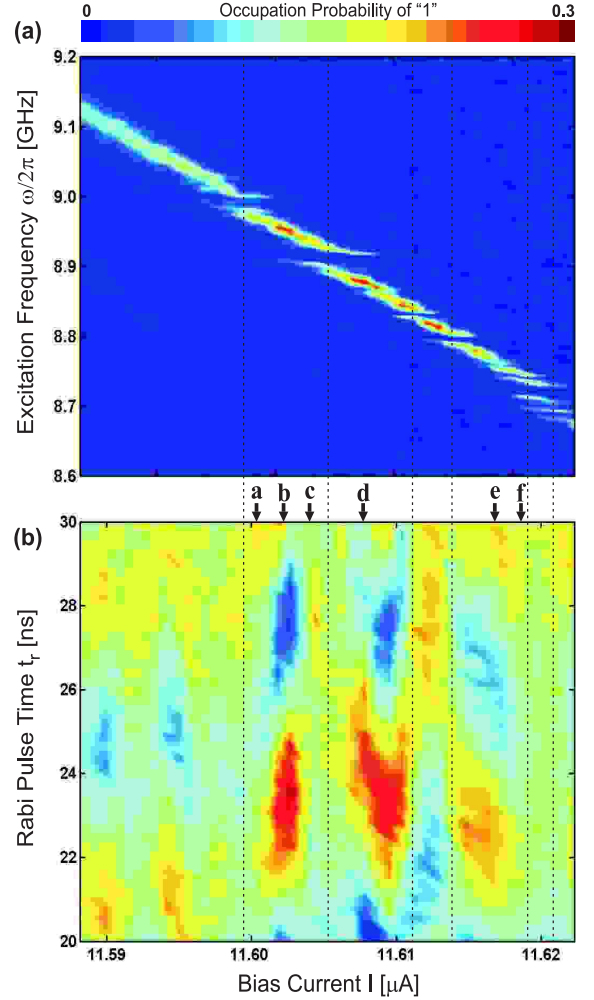 0 Occupation Probability of “1” 0.3
(a)
9.2
9.1
9.0
8.9
8.8
8.7
8.6
Excitation Frequency ω/2π [GHz]
a b c d e f
(b)
30
28
26
24
22
20
Rabi Pulse Time tr [ns]
11.59 11.60 11.61 11.62
Bias Current I [μA]